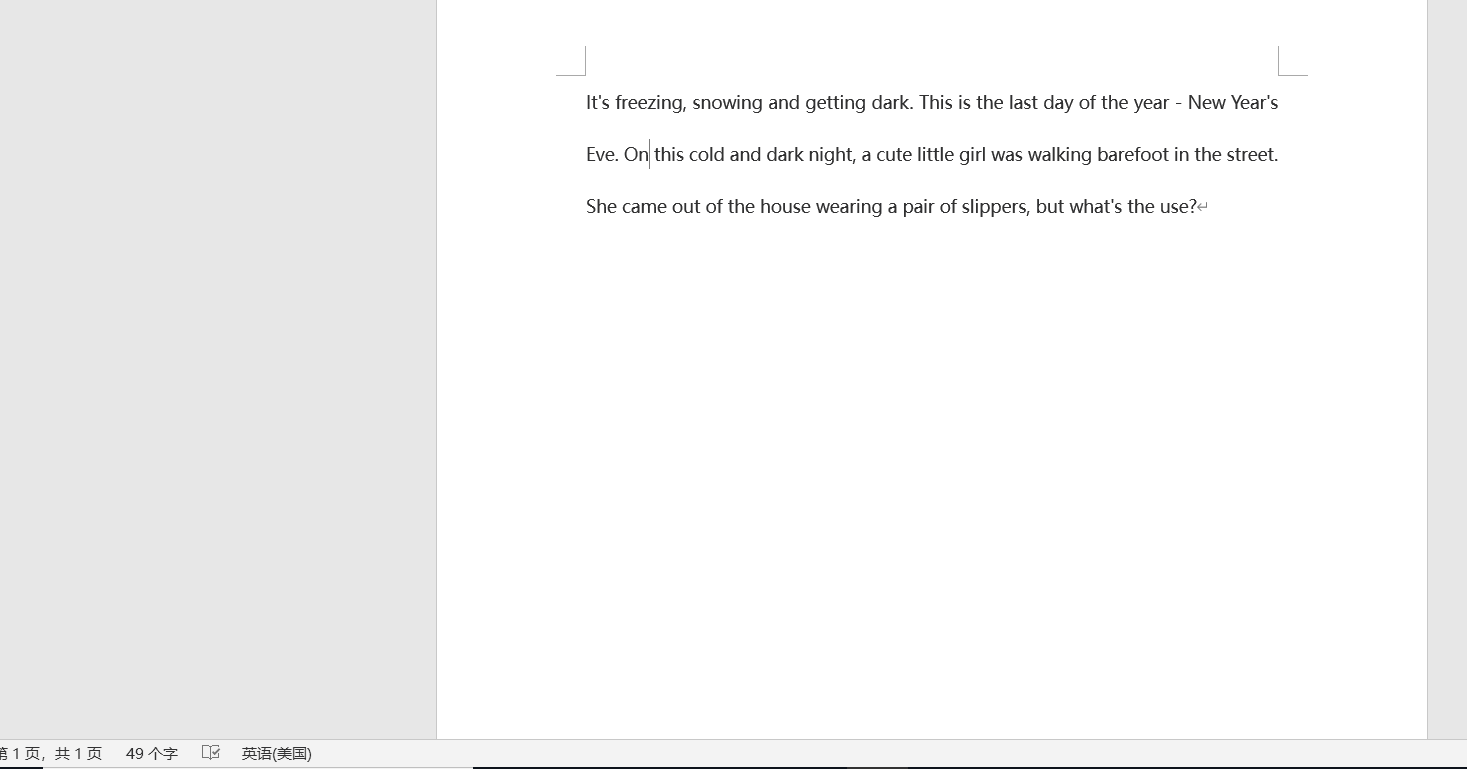 It's freezing, snowing and getting dark. This is the last day of the year - New Year's
Eve. On this cold and dark night, a cute little girl was walking barefoot in the street.
She came out of the house wearing a pair of slippers, but what's the use?↵
第 1 页，共 1 页 49 个字 英语(美国)